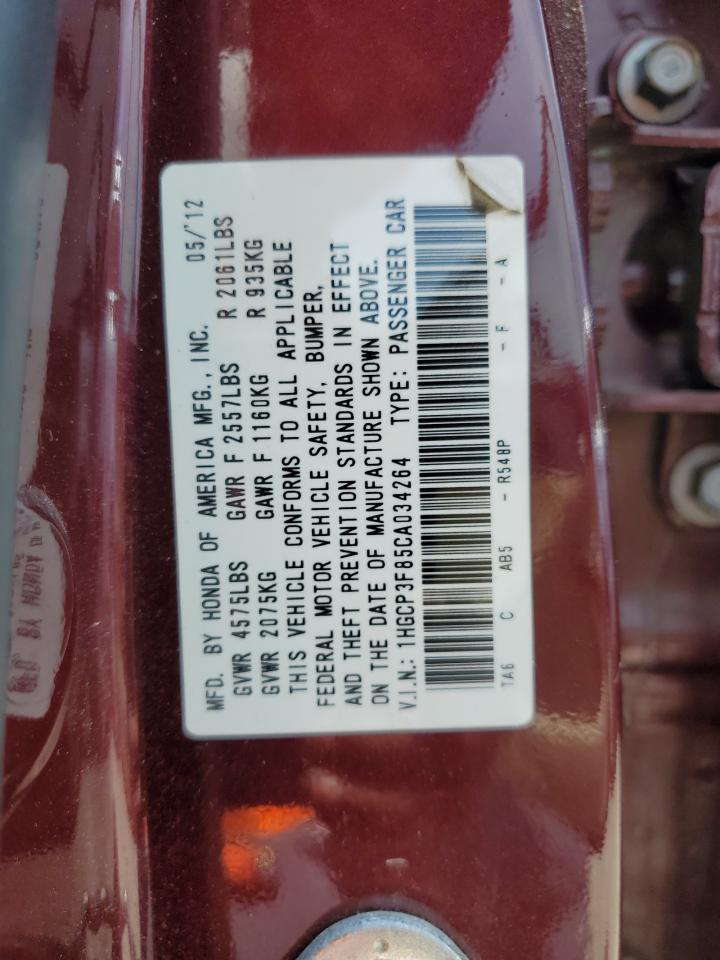 MFD. BY HONDA OF AMERICA MFG., INC. 05/'12
GVWR 4575LBS GAWR F 2557LBS R 2061LBS
GVWR 2075KG GAWR F 1160KG R 935KG
THIS VEHICLE CONFORMS TO ALL APPLICABLE
FEDERAL MOTOR VEHICLE SAFETY, BUMPER,
AND THEFT PREVENTION STANDARDS IN EFFECT
ON THE DATE OF MANUFACTURE SHOWN ABOVE.
V.I.N.: 1HGCP3F85CA034264 TYPE: PASSENGER CAR
TA6 C AB5 - R548P - F - A